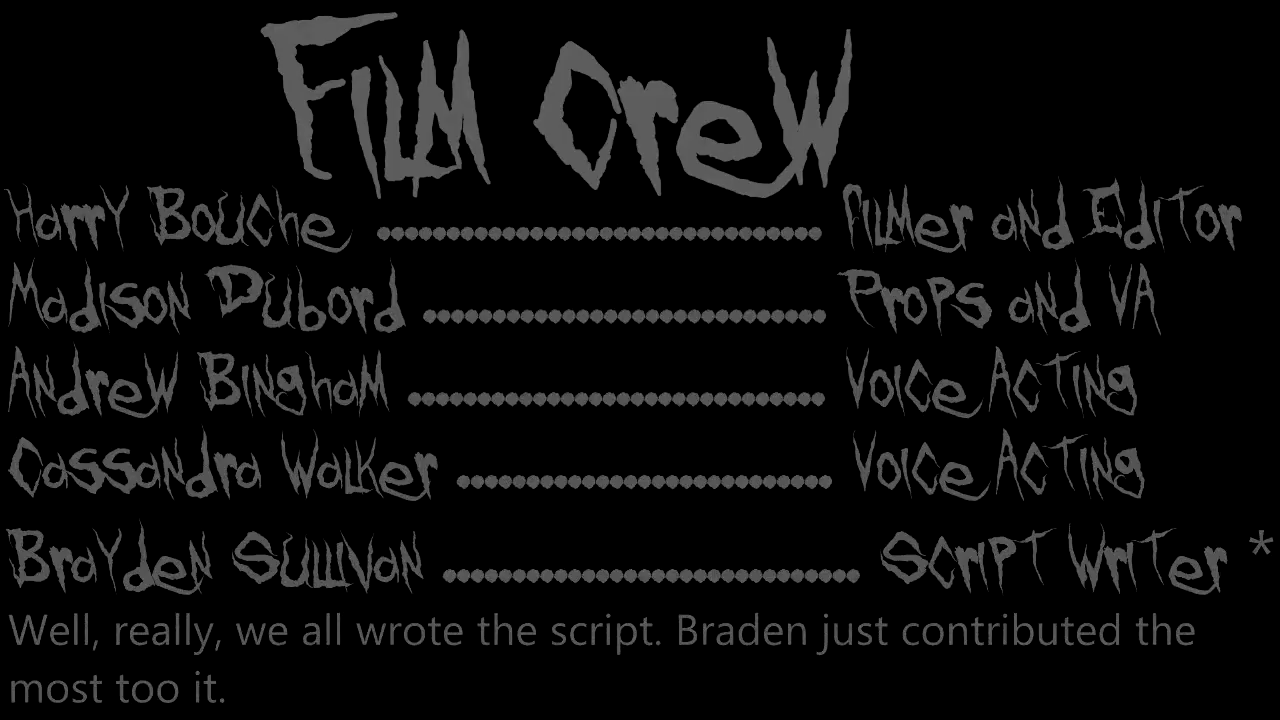 Film Crew
Harry Bouche ................................ Filmer and Editor
Madison Dubord ............................. Props and VA
Andrew Bingham .............................. Voice Acting
Cassandra Walker ........................... Voice Acting
Brayden Sullivan .............................. Script Writer *
Well, really, we all wrote the script. Braden just contributed the
most too it.